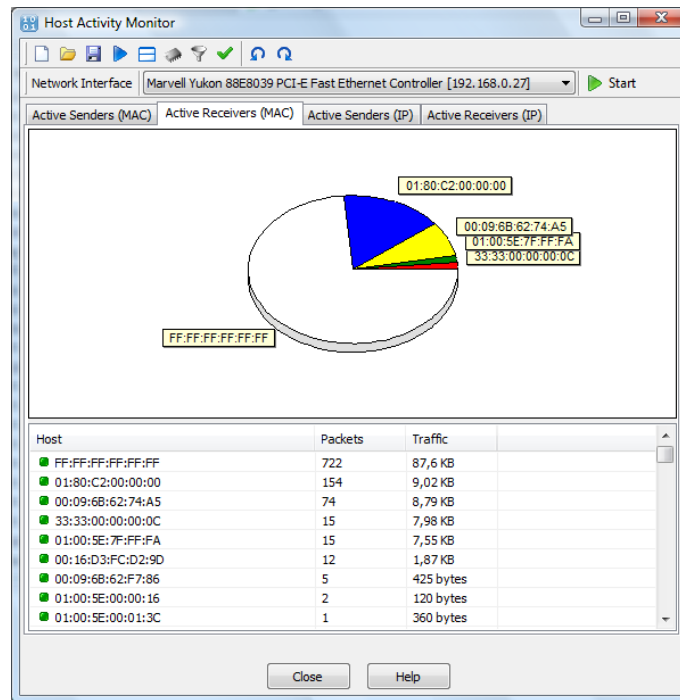 Host Activity Monitor
Network Interface Marvell Yukon 88E8039 PCI-E Fast Ethernet Controller [192.168.0.27] Start
Active Senders (MAC) Active Receivers (MAC) Active Senders (IP) Active Receivers (IP)
01:80:C2:00:00:00
00:09:6B:62:74:A5
01:00:5E:7F:FF:FA
33:33:00:00:00:0C
FF:FF:FF:FF:FF:FF
Host Packets Traffic
FF:FF:FF:FF:FF:FF 722 87,6 KB
01:80:C2:00:00:00 154 9,02 KB
00:09:6B:62:74:A5 74 8,79 KB
33:33:00:00:00:0C 15 7,98 KB
01:00:5E:7F:FF:FA 15 7,55 KB
00:16:D3:FC:D2:9D 12 1,87 KB
00:09:6B:62:F7:86 5 425 bytes
01:00:5E:00:00:16 2 120 bytes
01:00:5E:00:01:3C 1 360 bytes
Close Help